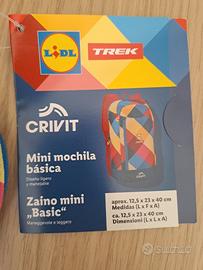 LIDL
TREK
CRIVIT
Mini mochila
básica
Diseño ligero
y manejable
Zaino mini
„Basic"
Maneggevole e leggero
aprox. 12,5 x 23 x 40 cm
Medidas (L x F x A)
ca. 12,5 x 23 x 40 cm
Dimensioni (L x L x A)
subito